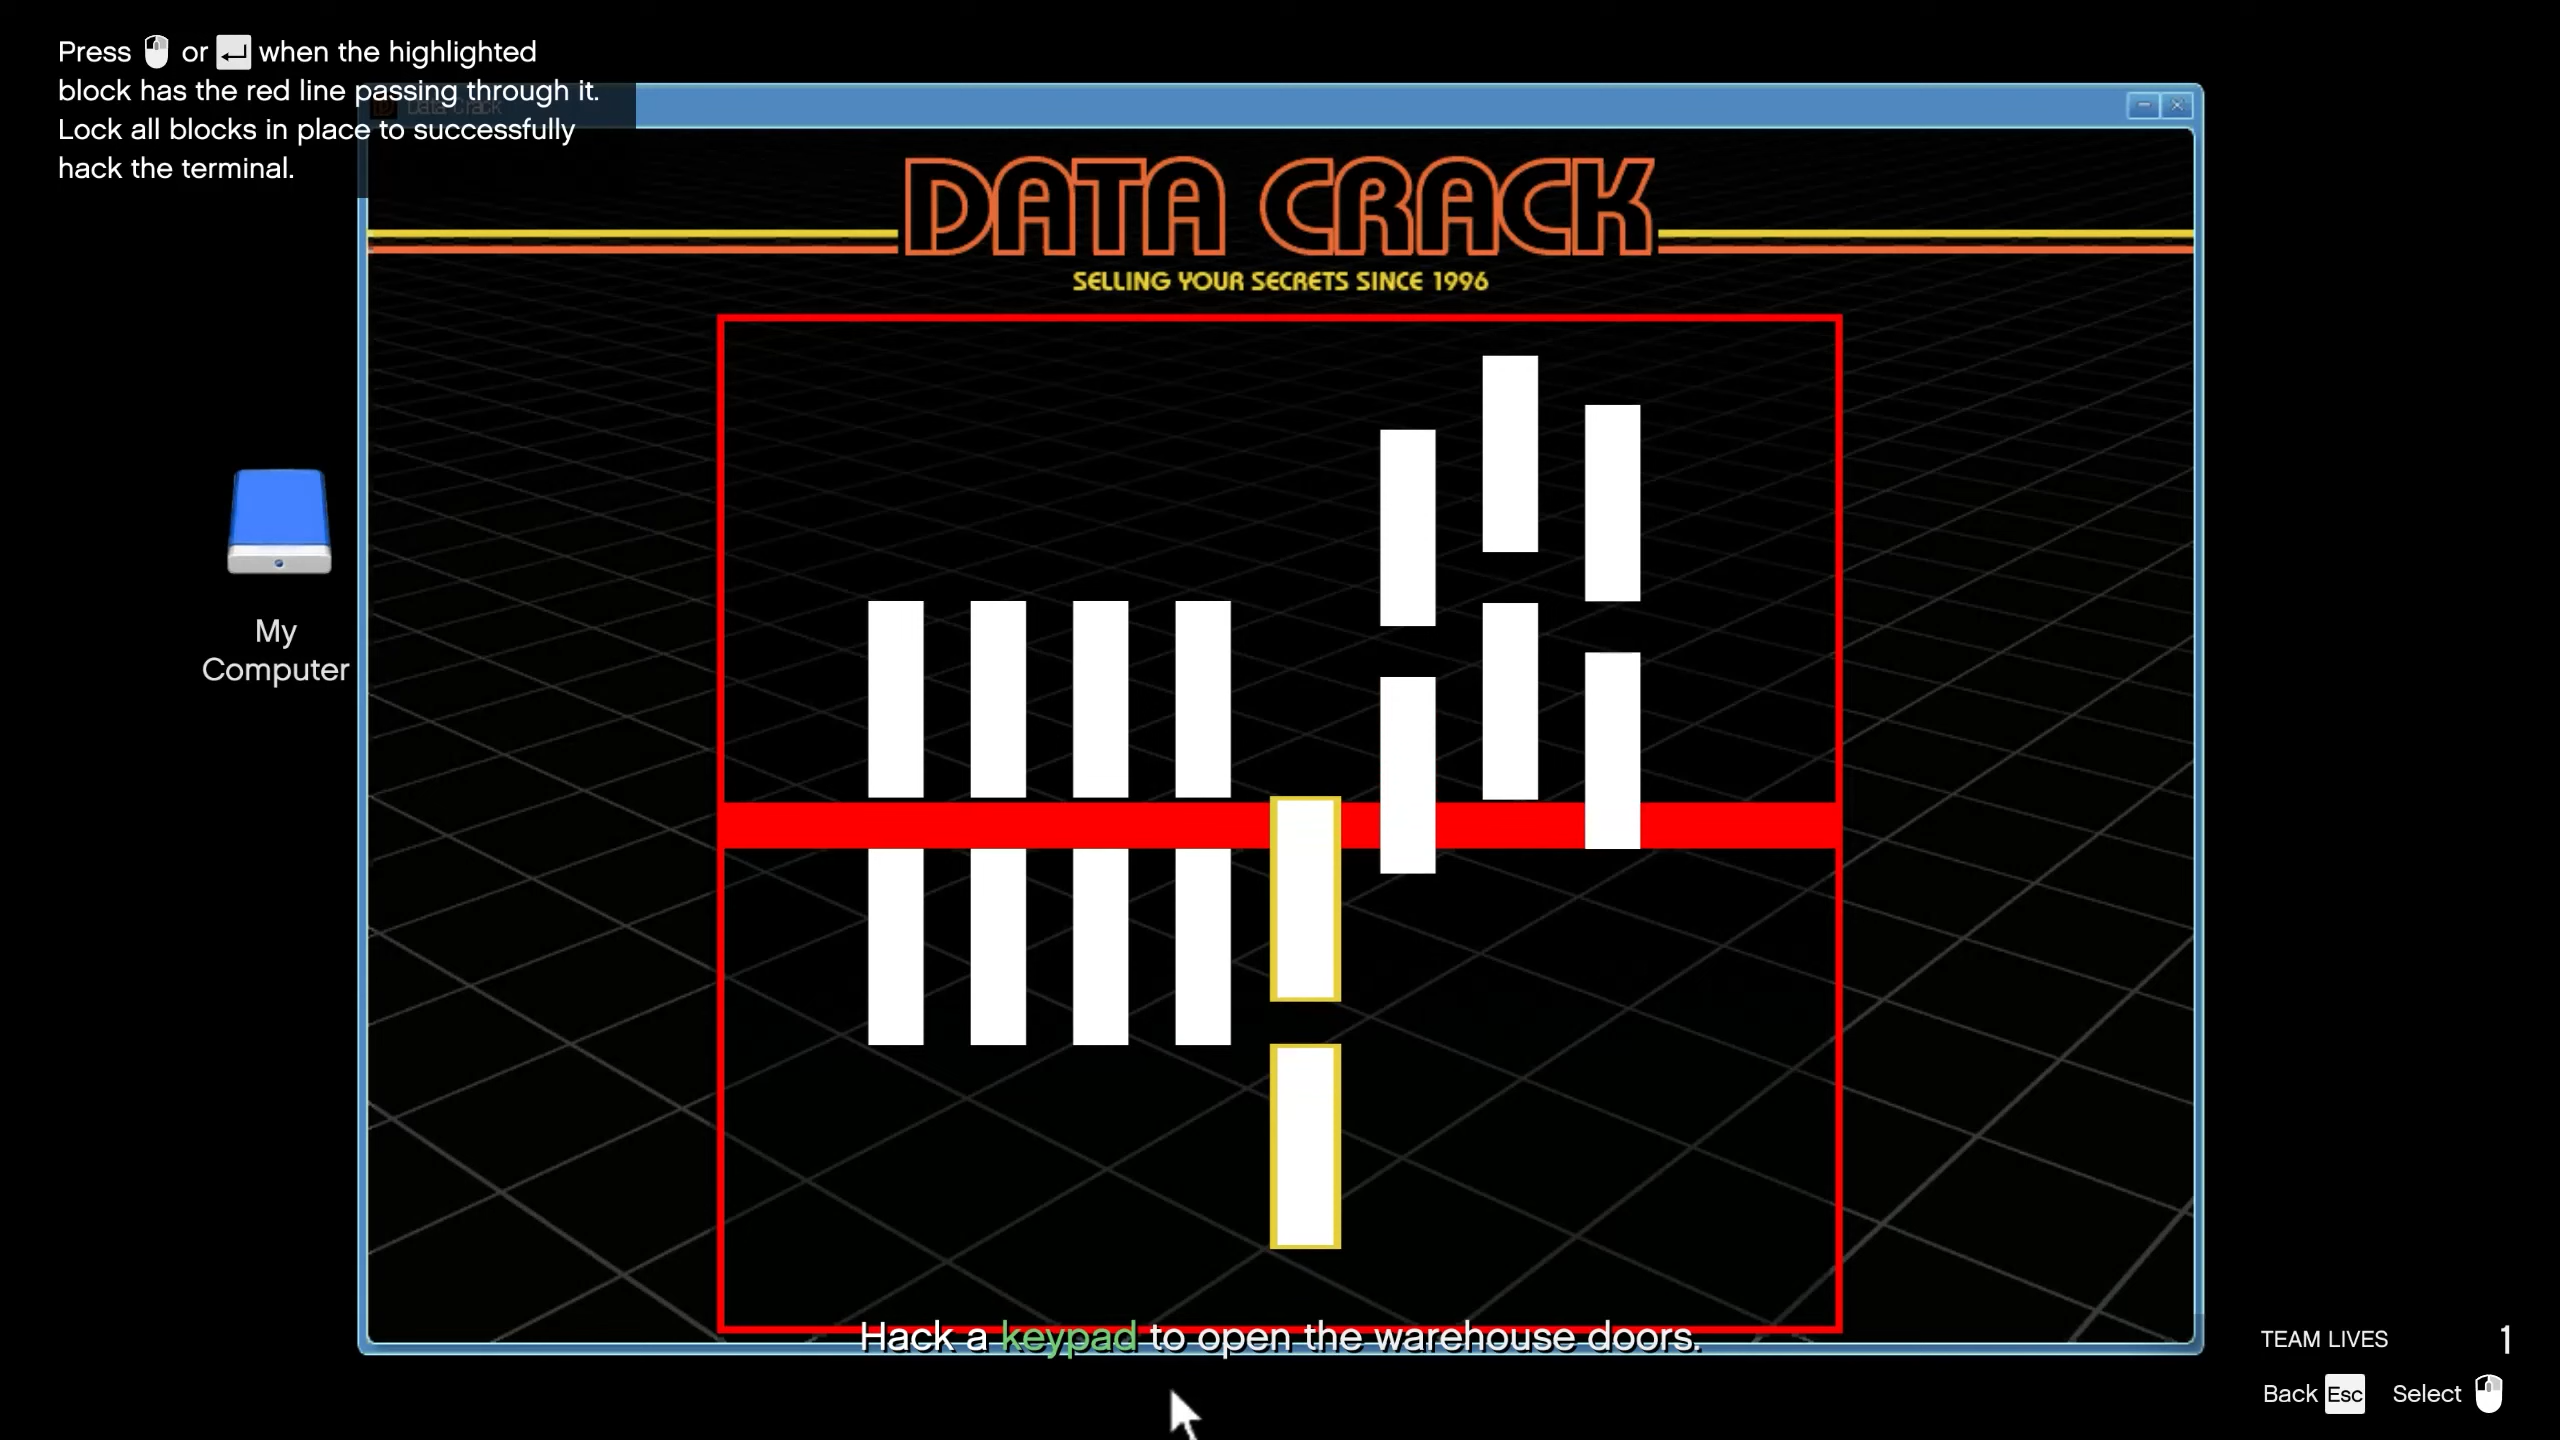 Press or when the highlighted
block has the red line passing through it.
Lock all blocks in place to successfully
hack the terminal.
Data Crack
DATA CRACK
SELLING YOUR SECRETS SINCE 1996
My
Computer
Hack a keypad to open the warehouse doors.
TEAM LIVES 1
Back Esc Select